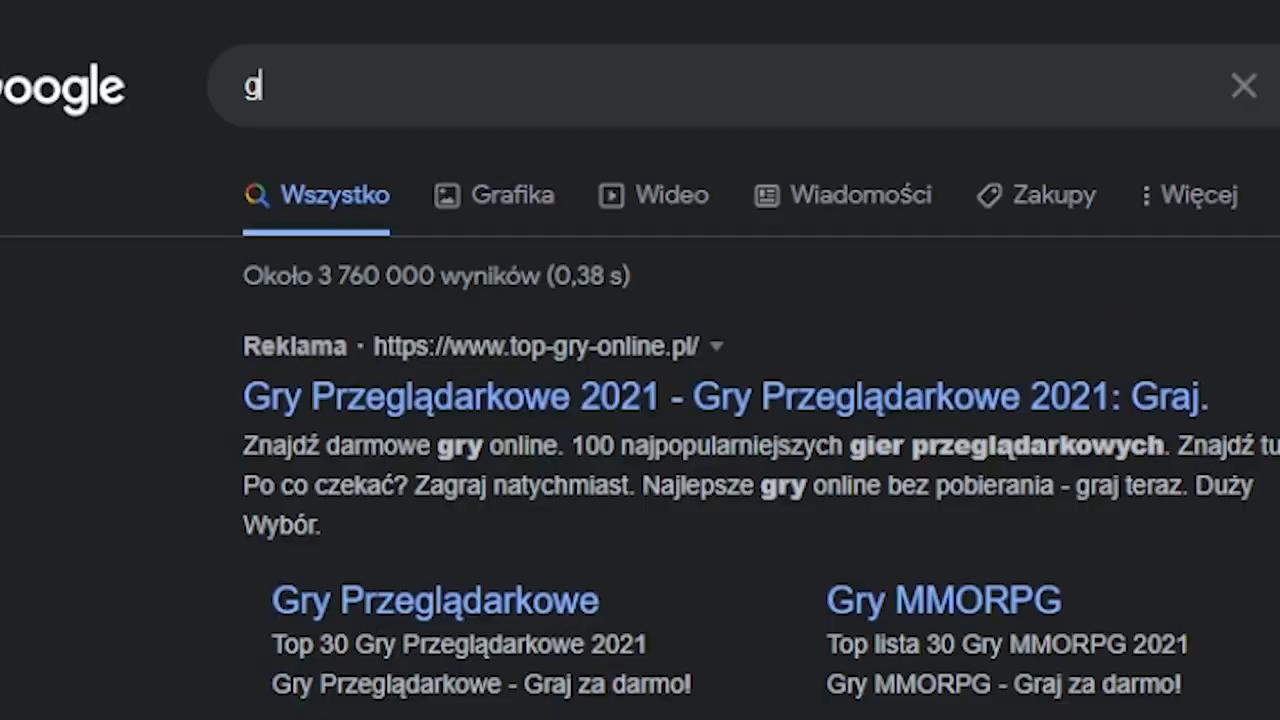 oogle
g
Wszystko Grafika Wideo Wiadomości Zakupy Więcej
Około 3 760 000 wyników (0,38 s)
Reklama · https://www.top-gry-online.pl/
Gry Przeglądarkowe 2021 - Gry Przeglądarkowe 2021: Graj.
Znajdź darmowe gry online. 100 najpopularniejszych gier przeglądarkowych. Znajdź tu
Po co czekać? Zagraj natychmiast. Najlepsze gry online bez pobierania - graj teraz. Duży
Wybór.
Gry Przeglądarkowe
Top 30 Gry Przeglądarkowe 2021
Gry Przeglądarkowe - Graj za darmo!
Gry MMORPG
Top lista 30 Gry MMORPG 2021
Gry MMORPG - Graj za darmo!